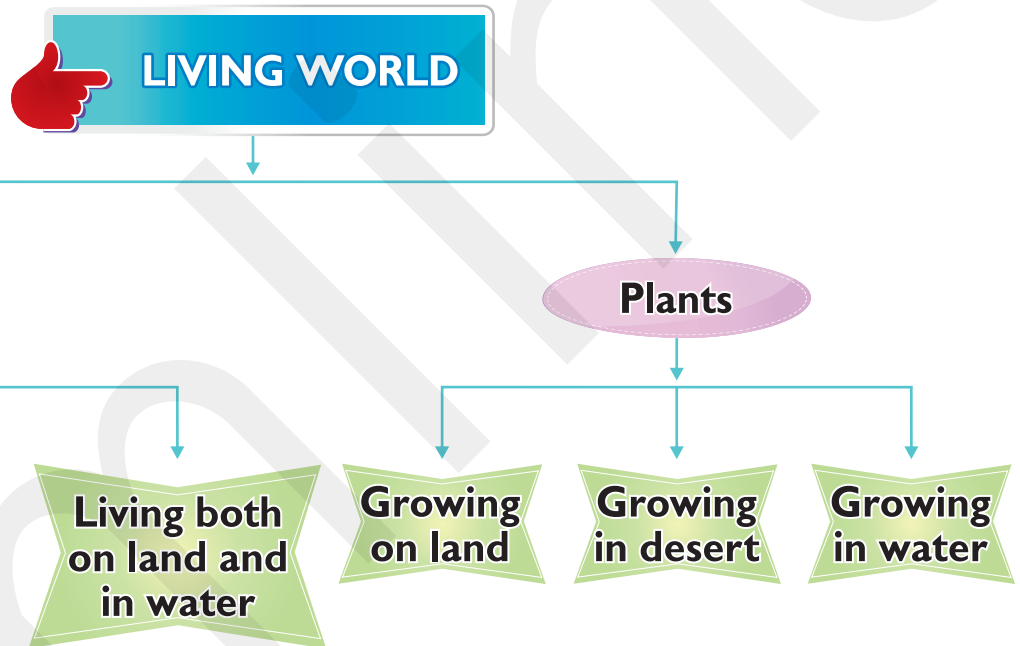 LIVING WORLD
Plants
Living both
on land and
in water
Growing
on land
Growing
in desert
Growing
in water